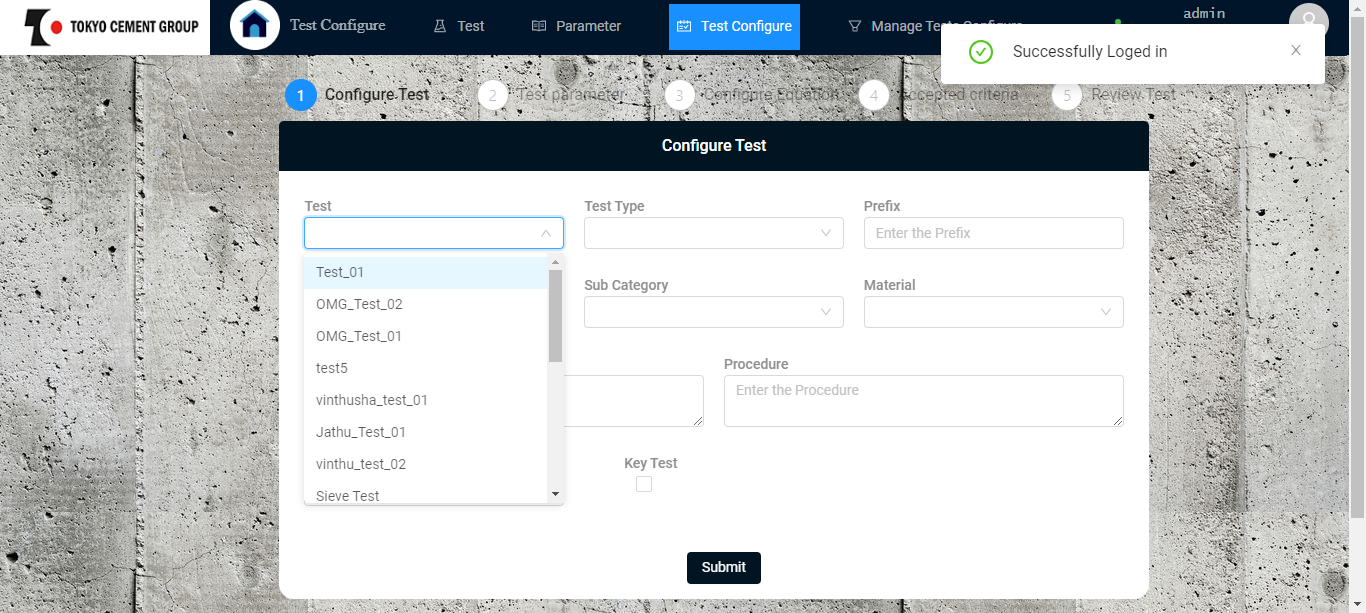 TOKYO CEMENT GROUP
Test Configure
Test
Parameter
Test Configure
Manage Tests Configure
admin
Successfully Loged in
1 Configure Test
2 Test parameter
3 Configure Equation
4 Accepted criteria
5 Review Test
Configure Test
Test
Test Type
Prefix
Enter the Prefix
Test_01
OMG_Test_02
OMG_Test_01
test5
vinthusha_test_01
Jathu_Test_01
vinthu_test_02
Sieve Test
Sub Category
Material
Procedure
Enter the Procedure
Key Test
Submit